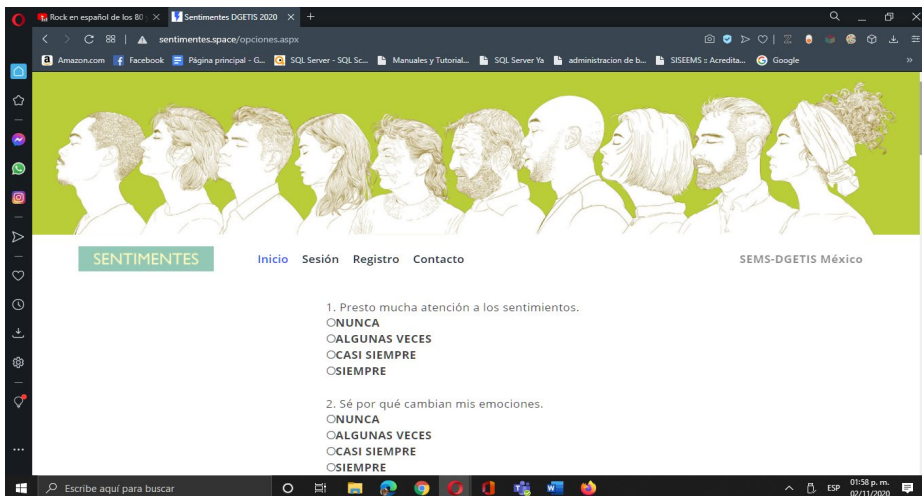 Rock en español de los 80
Sentimentes DGETIS 2020
sentimentes.space/opciones.aspx
Amazon.com Facebook Página principal - G... SQL Server - SQL Sc... Manuales y Tutorial... SQL Server Ya administracion de b... SISEEMS :: Acredita... Google »
SENTIMENTES Inicio Sesión Registro Contacto SEMS-DGETIS México
1. Presto mucha atención a los sentimientos.
NUNCA
ALGUNAS VECES
CASI SIEMPRE
SIEMPRE
2. Sé por qué cambian mis emociones.
NUNCA
ALGUNAS VECES
CASI SIEMPRE
SIEMPRE
Escribe aquí para buscar
ESP
01:58 p. m.
02/11/2020